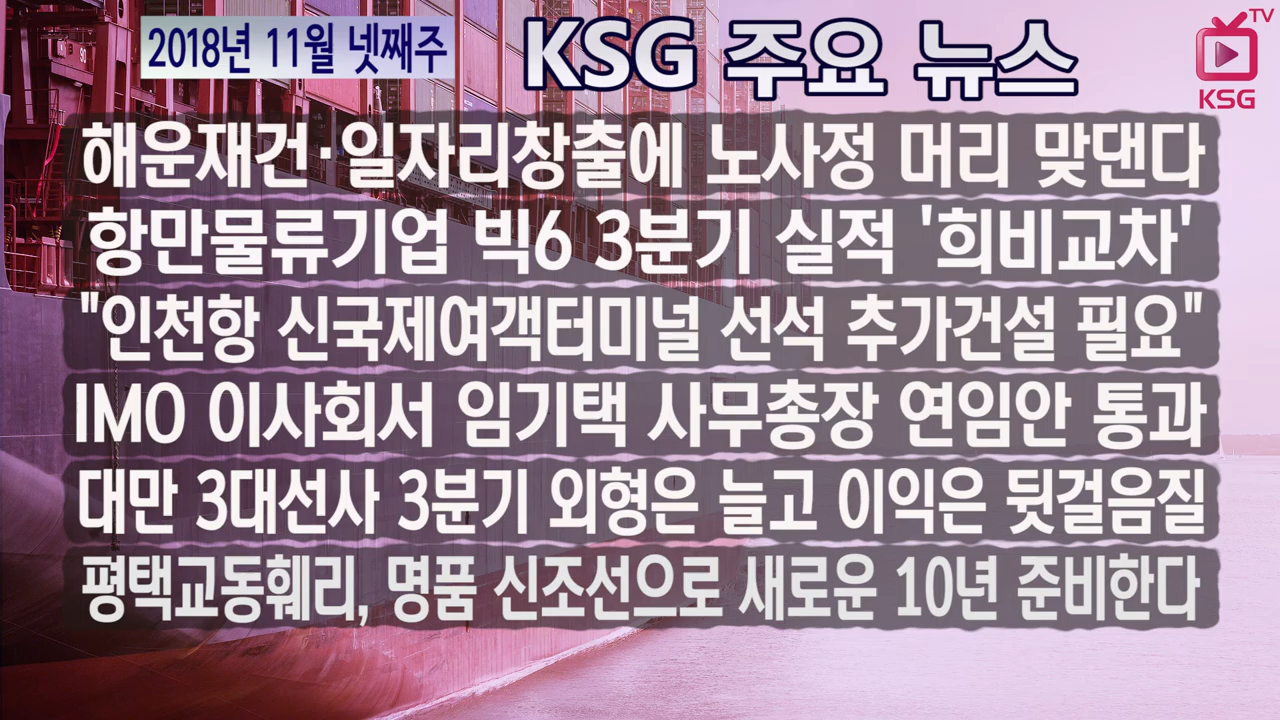 2018년 11월 넷째주
KSG 주요 뉴스
TV
KSG
해운재건·일자리창출에 노사정 머리 맞댄다
항만물류기업 빅6 3분기 실적 '희비교차'
"인천항 신국제여객터미널 선석 추가건설 필요"
IMO 이사회서 임기택 사무총장 연임안 통과
대만 3대선사 3분기 외형은 늘고 이익은 뒷걸음질
평택교동훼리, 명품 신조선으로 새로운 10년 준비한다